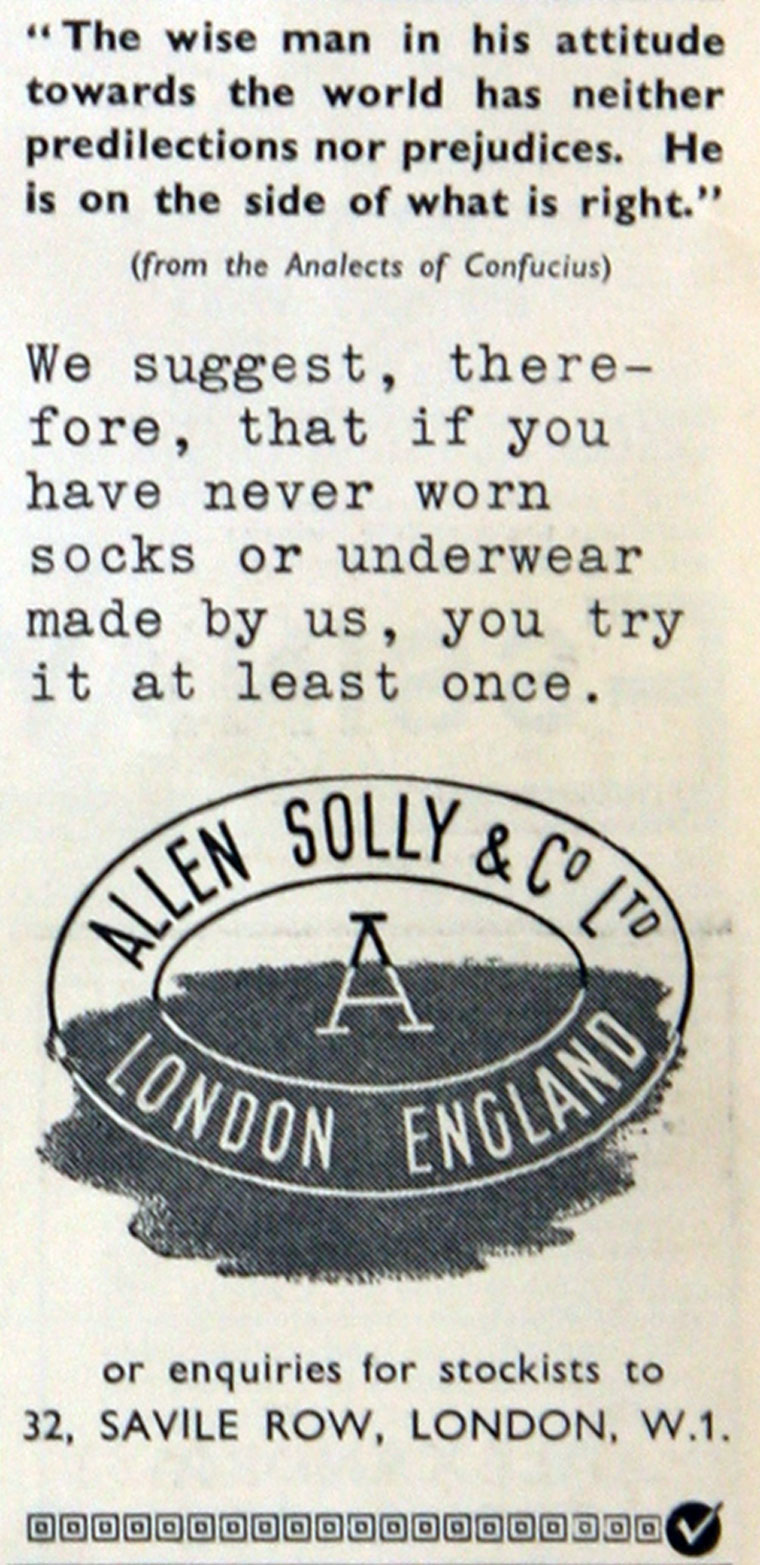 “The wise man in his attitude
towards the world has neither
predilections nor prejudices. He
is on the side of what is right.”
(from the Analects of Confucius)
We suggest, there-
fore, that if you
have never worn
socks or underwear
made by us, you try
it at least once.
ALLEN SOLLY & Co LTD
A
LONDON ENGLAND
or enquiries for stockists to
32, SAVILE ROW, LONDON, W.1.